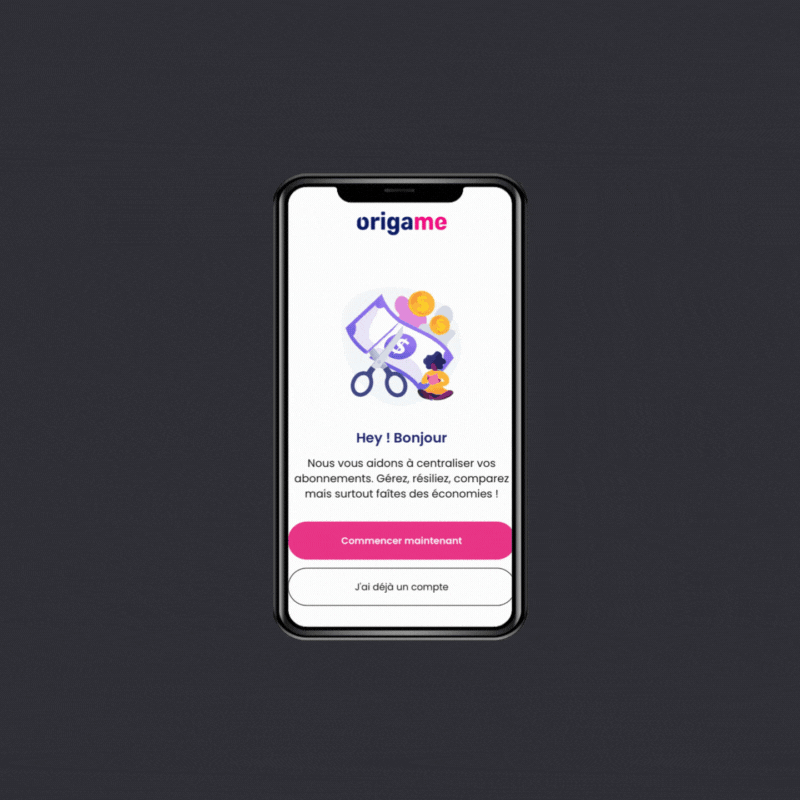 origame
Hey ! Bonjour
Nous vous aidons à centraliser vos
abonnements. Gérez, résiliez, comparez
mais surtout faîtes des économies !
Commencer maintenant
J'ai déjà un compte